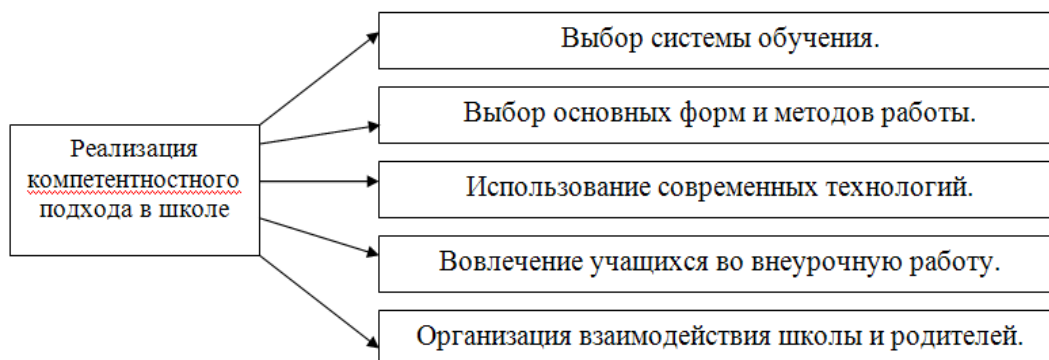 Реализация
компетентностного
подхода в школе
Выбор системы обучения.
Выбор основных форм и методов работы.
Использование современных технологий.
Вовлечение учащихся во внеурочную работу.
Организация взаимодействия школы и родителей.